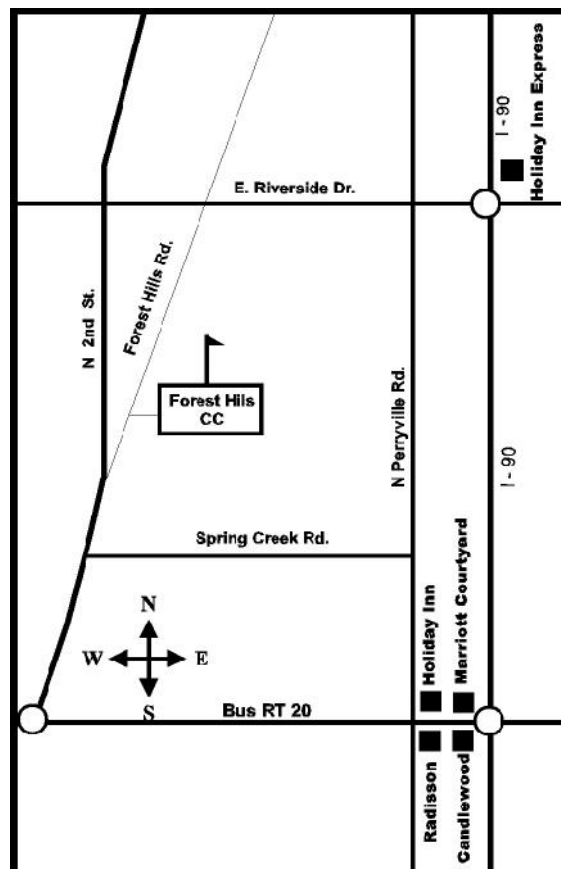 I - 90
Holiday Inn Express
E. Riverside Dr.
Forest Hills Rd.
N 2nd St.
Forest Hils
CC
N Perryville Rd.
I - 90
Spring Creek Rd.
N
W
E
S
Holiday Inn
Marriott Courtyard
Bus RT 20
Radisson
Candlewood